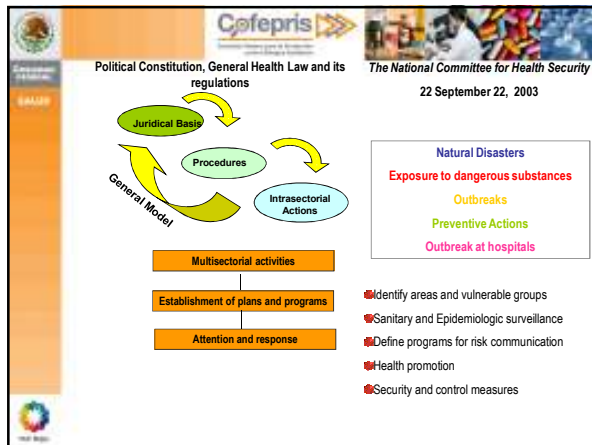 Cofepris
Political Constitution, General Health Law and its
regulations
The National Committee for Health Security
22 September 22, 2003
SALUD
Juridical Basis
Procedures
Intrasectorial
Actions
General Model
Natural Disasters
Exposure to dangerous substances
Outbreaks
Preventive Actions
Outbreak at hospitals
Multisectorial activities
Establishment of plans and programs
Attention and response
Identify areas and vulnerable groups
Sanitary and Epidemiologic surveillance
Define programs for risk communication
Health promotion
Security and control measures